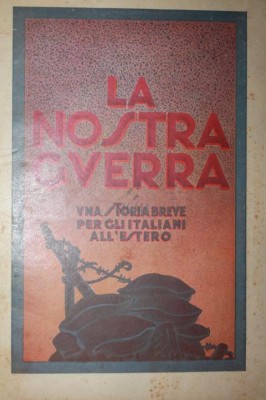 LA
NOSTRA
GVERRA
VNA STORIA BREVE
PER GLI ITALIANI
ALL'ESTERO